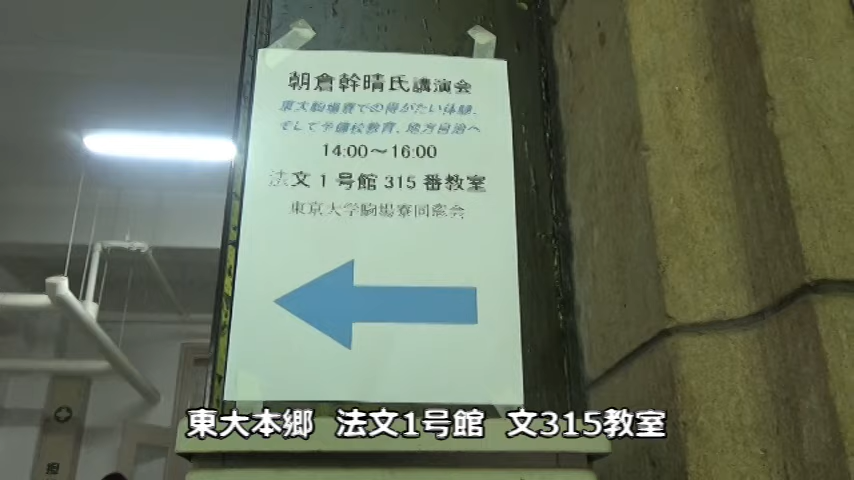 朝倉幹晴氏講演会
東大駒場寮での得がたい体験、
そして予備校教育、地方自治へ
14:00～16:00
法文1号館 315番教室
東京大学駒場寮同窓会
東大本郷 法文1号館 文315教室